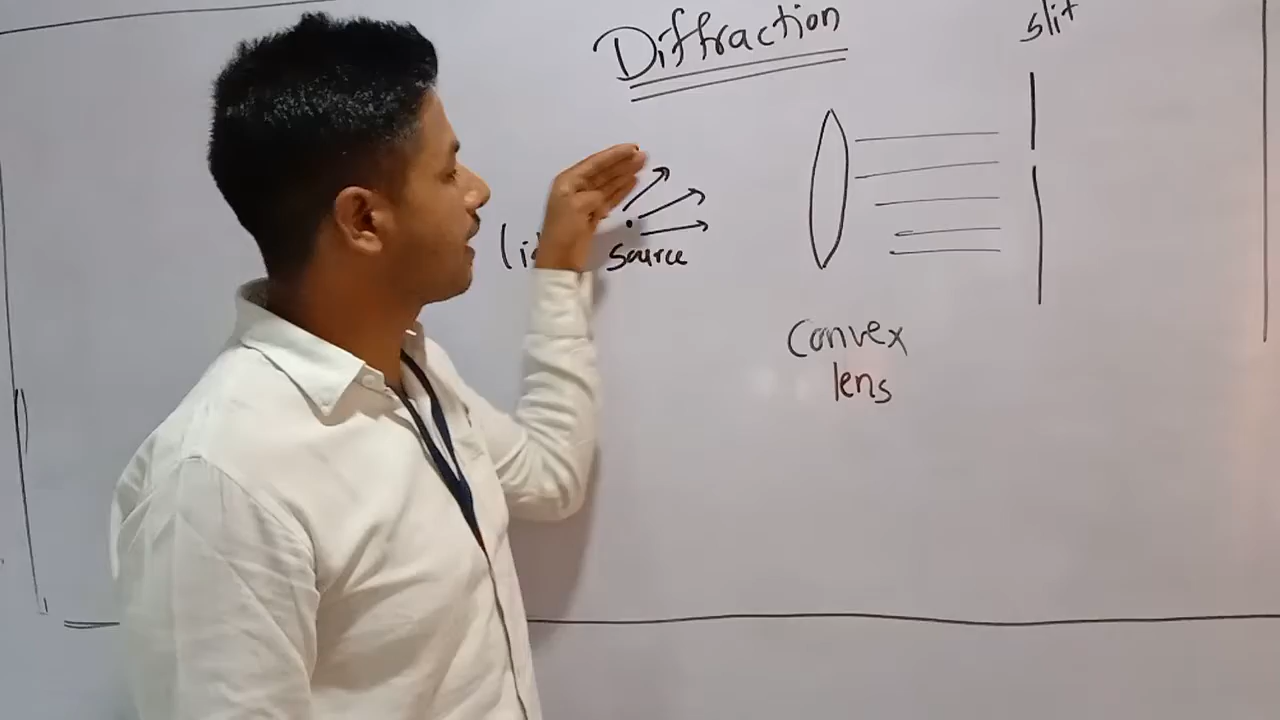 Diffraction
slit
source
Convex
lens